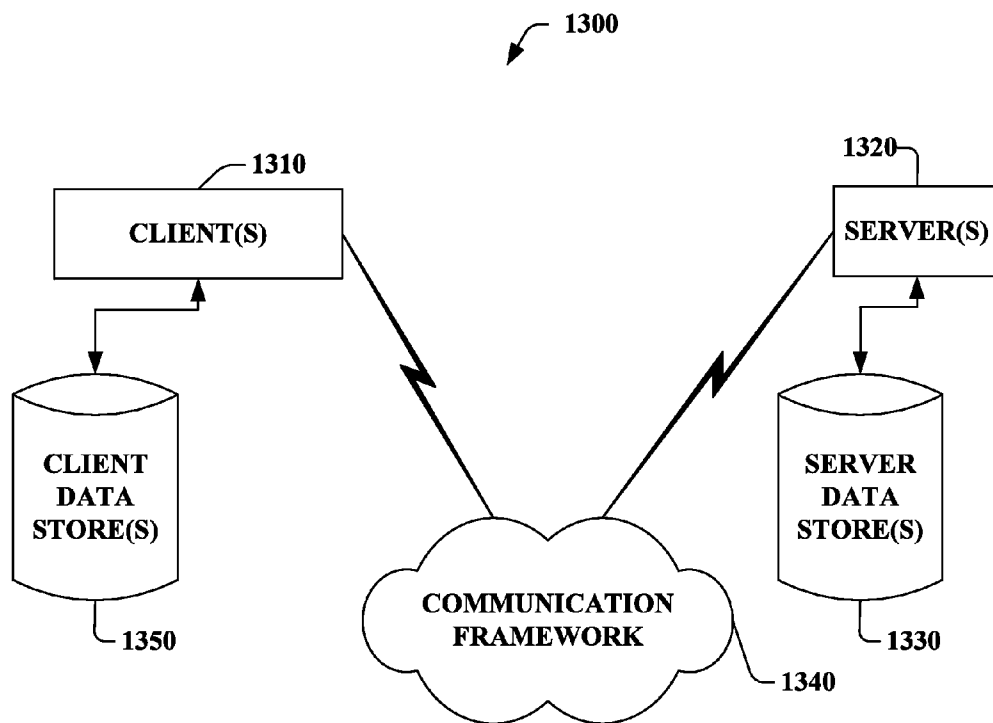 1300
1310
CLIENT(S)
1320
SERVER(S)
CLIENT
DATA
STORE(S)
1350
SERVER
DATA
STORE(S)
1330
COMMUNICATION
FRAMEWORK
1340